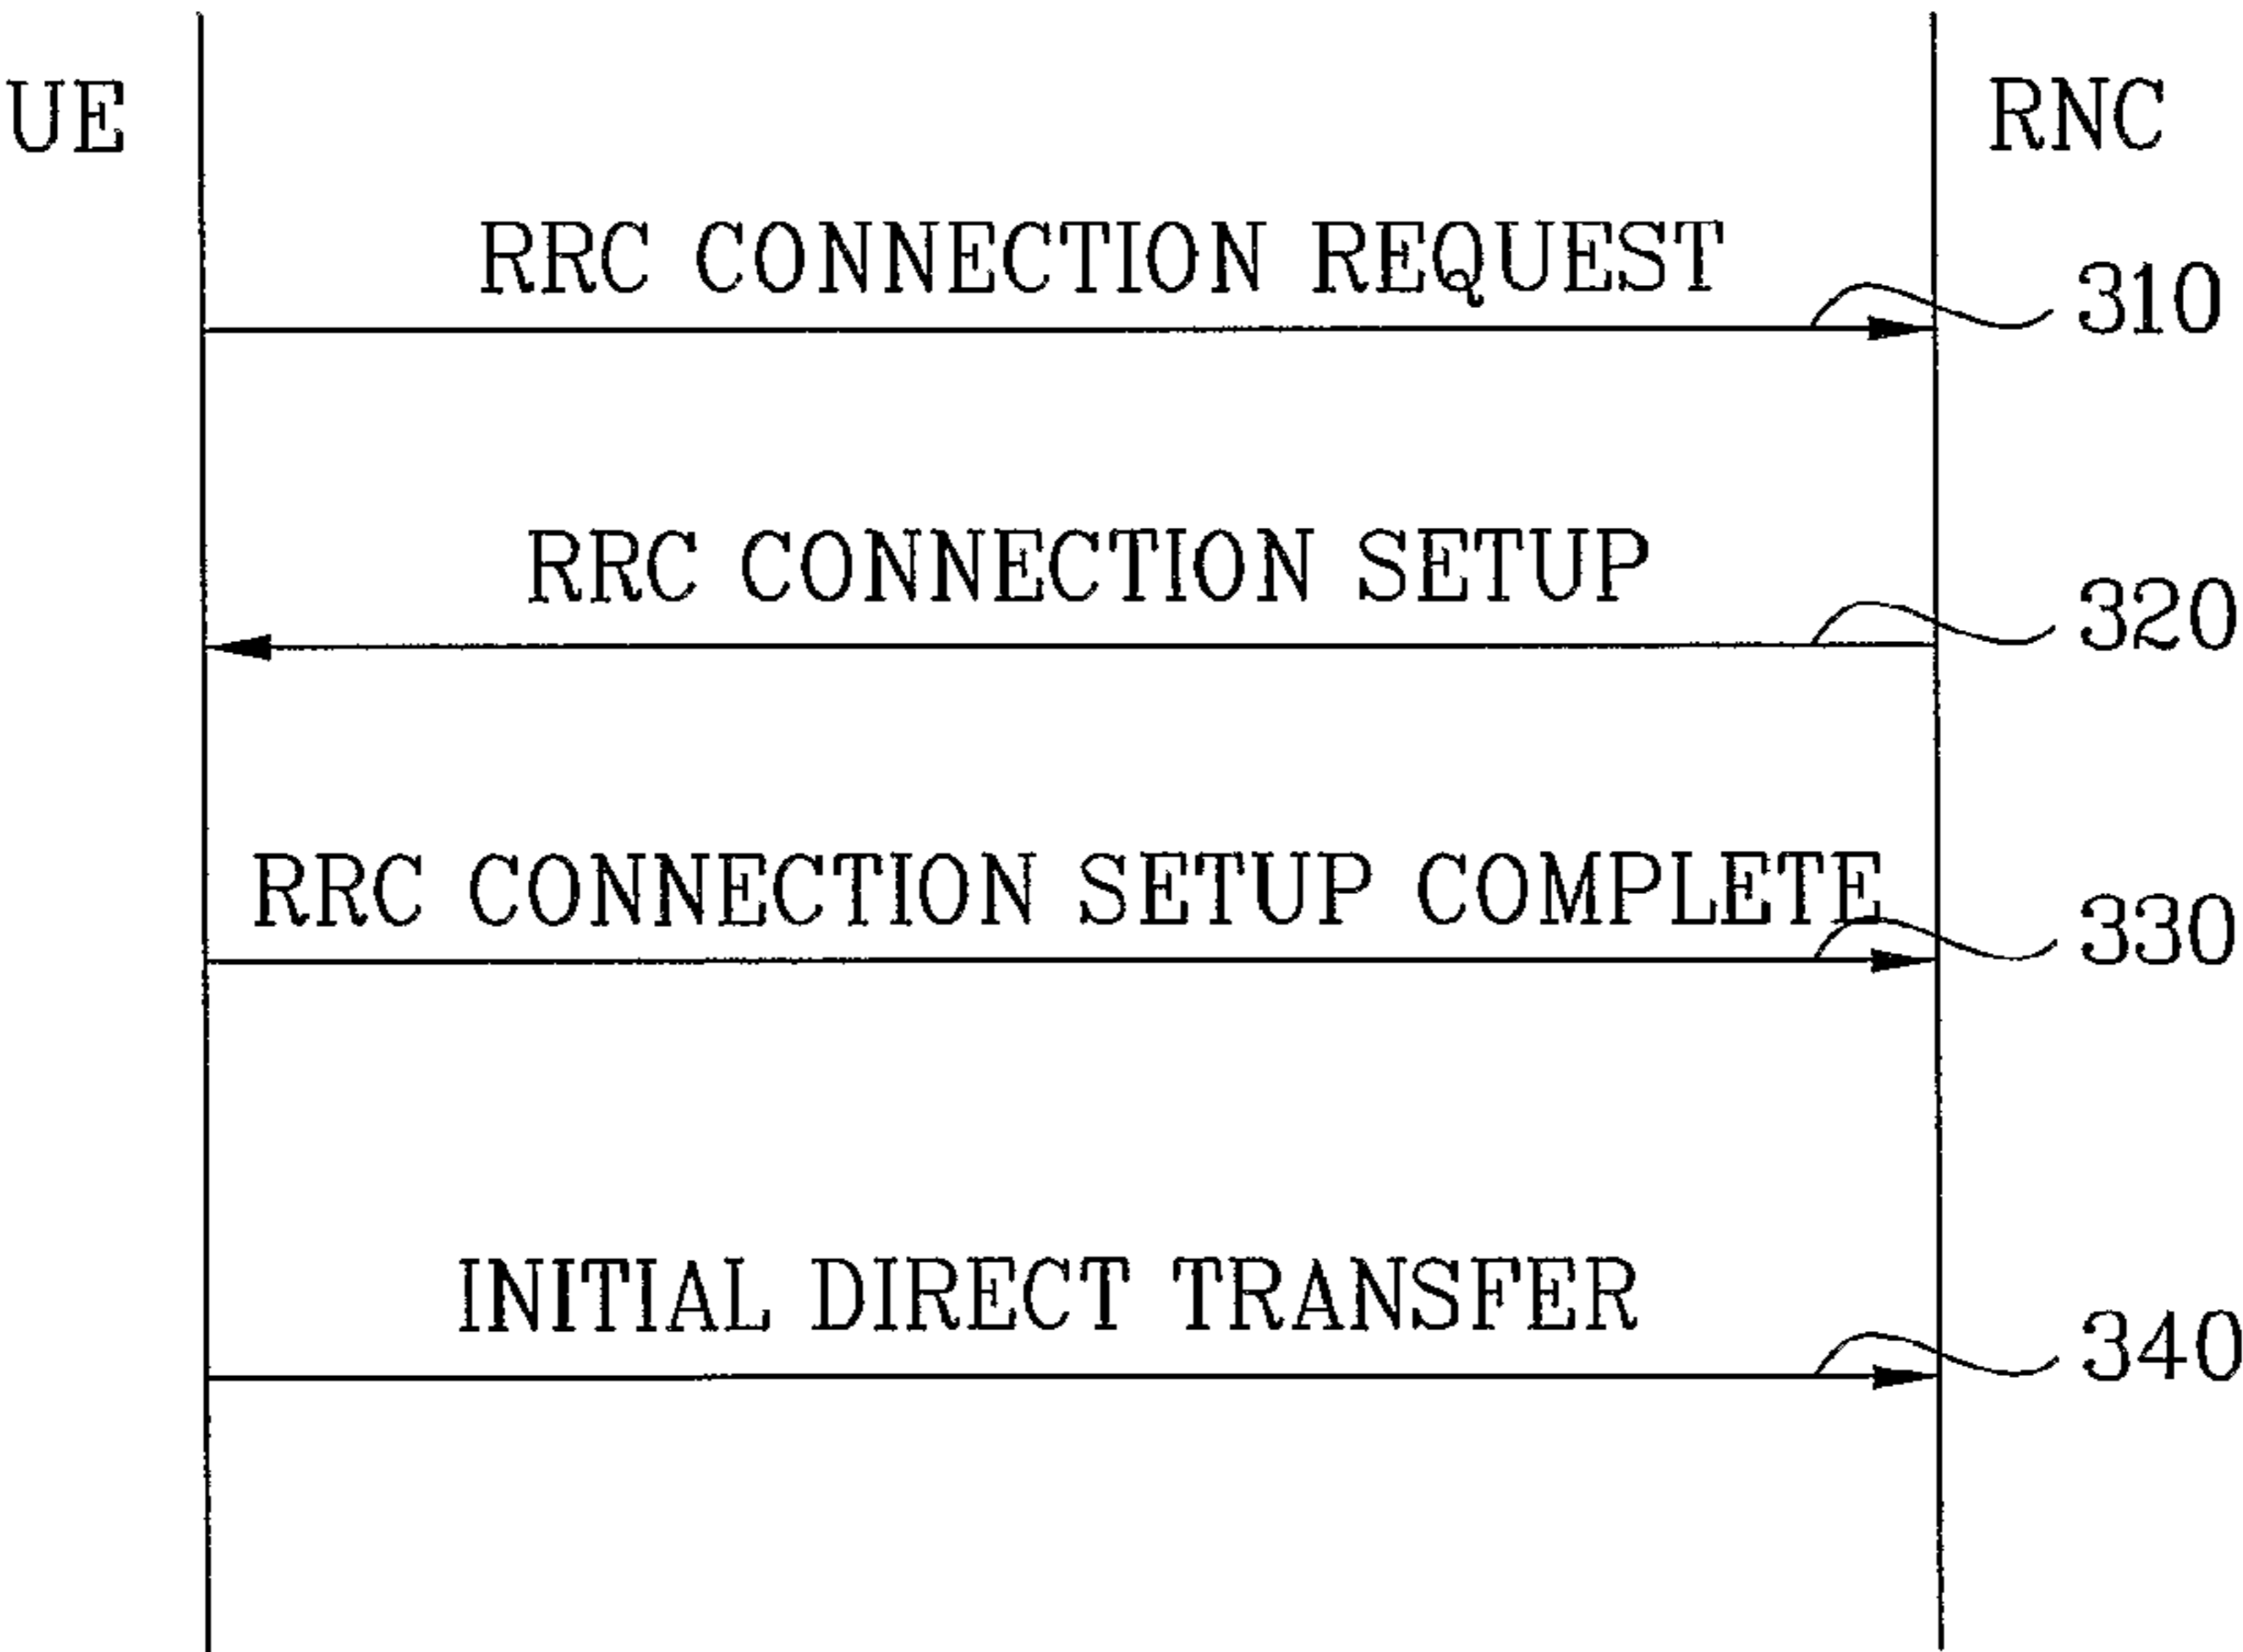 UE
RNC
RRC CONNECTION REQUEST
310
RRC CONNECTION SETUP
320
RRC CONNECTION SETUP COMPLETE
330
INITIAL DIRECT TRANSFER
340